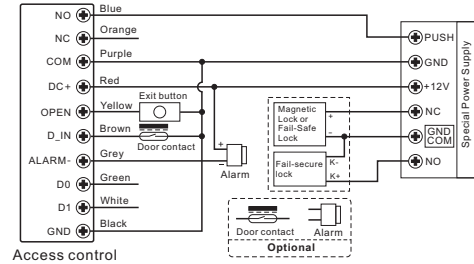 NO Blue
NC Orange
COM Purple
DC+ Red
OPEN Yellow Exit button
D_IN Brown
Door contact
ALARM- Grey
+
–
Alarm
D0 Green
D1 White
GND Black
Access control
PUSH
GND
+12V
NC
GND
COM
NO
Special Power Supply
Magnetic
Lock or
Fail-Safe
Lock
+
-
Fail-secure
lock
K-
K+
Door contact Alarm
Optional